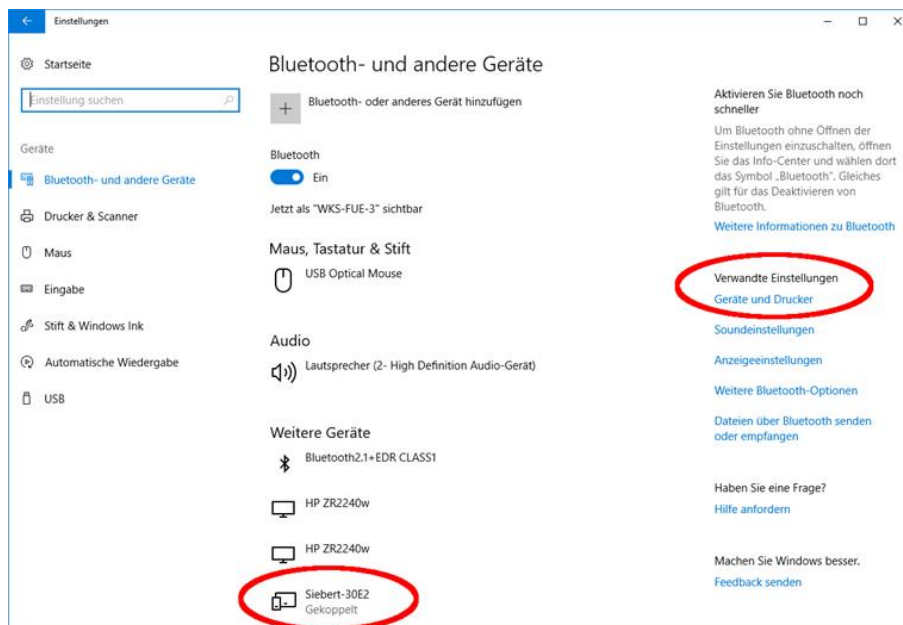 Einstellungen
Startseite
Einstellung suchen
Geräte
Bluetooth- und andere Geräte
Drucker & Scanner
Maus
Eingabe
Stift & Windows Ink
Automatische Wiedergabe
USB
Bluetooth- und andere Geräte
Bluetooth- oder anderes Gerät hinzufügen
Bluetooth
Ein
Jetzt als "WKS-FUE-3" sichtbar
Maus, Tastatur & Stift
USB Optical Mouse
Audio
Lautsprecher (2- High Definition Audio-Gerät)
Weitere Geräte
Bluetooth2.1+EDR CLASS1
HP ZR2240w
HP ZR2240w
Siebert-30E2
Gekoppelt
Aktivieren Sie Bluetooth noch
schneller
Um Bluetooth ohne Öffnen der
Einstellungen einzuschalten, öffnen
Sie das Info-Center und wählen dort
das Symbol „Bluetooth". Gleiches
gilt für das Deaktivieren von
Bluetooth.
Weitere Informationen zu Bluetooth
Verwandte Einstellungen
Geräte und Drucker
Soundeinstellungen
Anzeigeeinstellungen
Weitere Bluetooth-Optionen
Dateien über Bluetooth senden
oder empfangen
Haben Sie eine Frage?
Hilfe anfordern
Machen Sie Windows besser.
Feedback senden